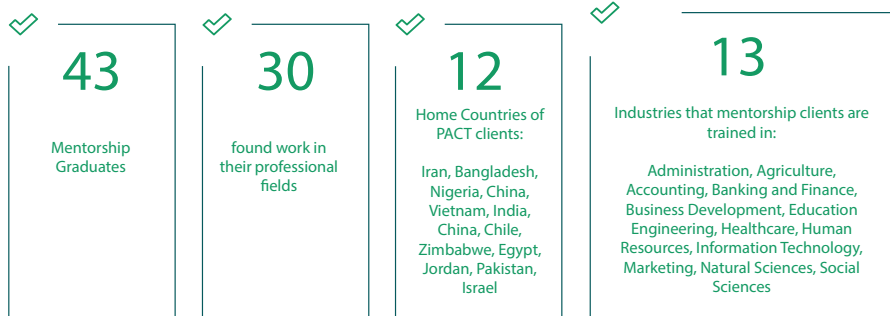 43
Mentorship
Graduates
30
found work in
their professional
fields
12
Home Countries of
PACT clients:
Iran, Bangladesh,
Nigeria, China,
Vietnam, India,
China, Chile,
Zimbabwe, Egypt,
Jordan, Pakistan,
Israel
13
Industries that mentorship clients are
trained in:
Administration, Agriculture,
Accounting, Banking and Finance,
Business Development, Education
Engineering, Healthcare, Human
Resources, Information Technology,
Marketing, Natural Sciences, Social
Sciences